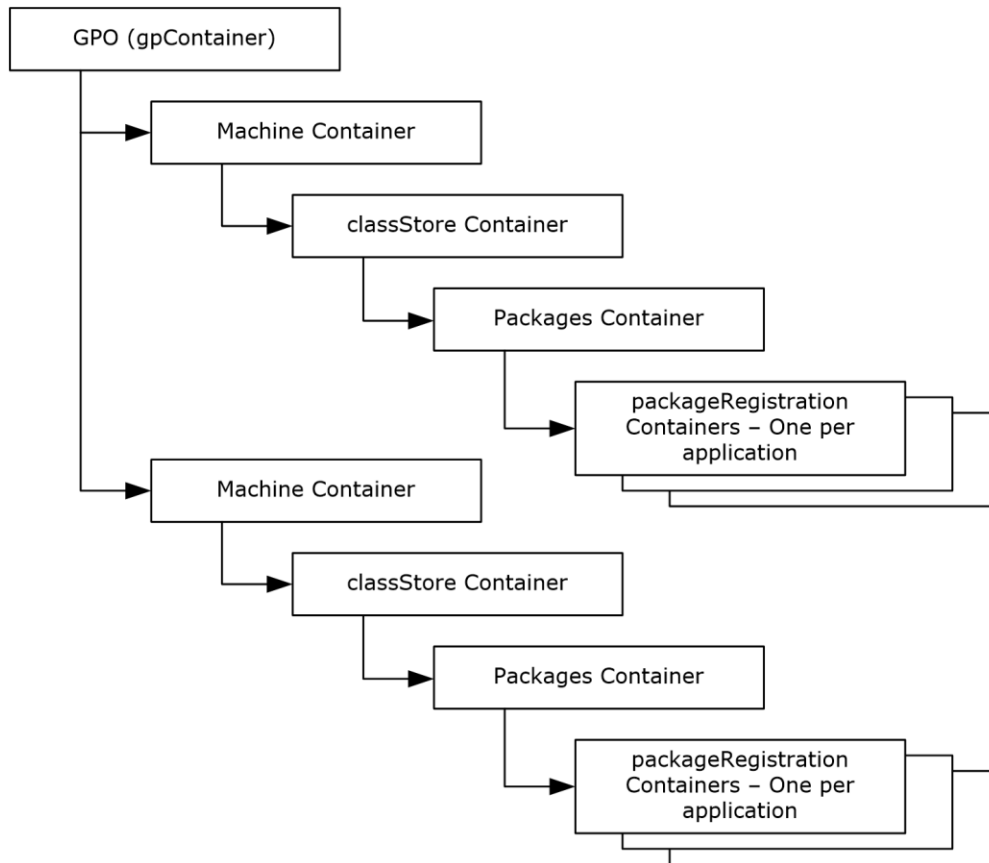 GPO (gpContainer)
Machine Container
classStore Container
Packages Container
packageRegistration
Containers – One per
application
Machine Container
classStore Container
Packages Container
packageRegistration
Containers – One per
application